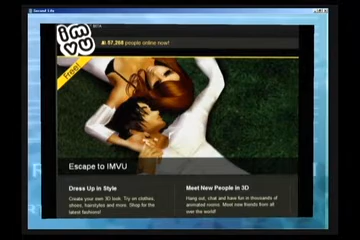 Second Life
imvu
BETA
57,298 people online now!
Free!
Escape to IMVU
Dress Up in Style
Create your own 3D look. Try on clothes,
shoes, hairstyles and more. Shop for the
latest fashions!
Meet New People in 3D
Hang out, chat and have fun in thousands of
animated rooms. Meet new friends from all
over the world!